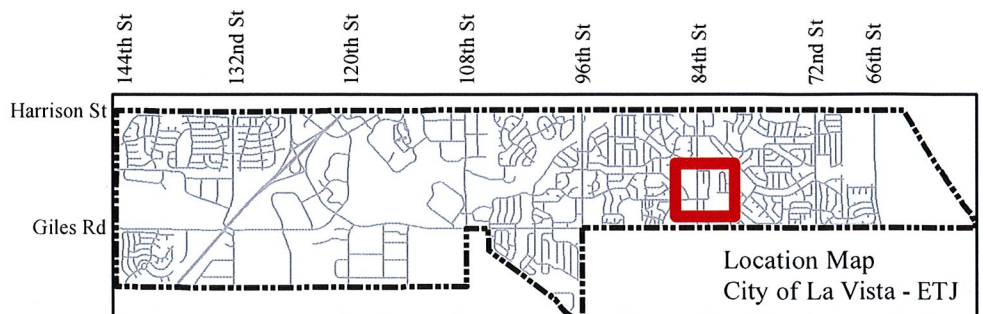 144th St
132nd St
120th St
108th St
96th St
84th St
72nd St
66th St
Harrison St
Giles Rd
Location Map
City of La Vista - ETJ